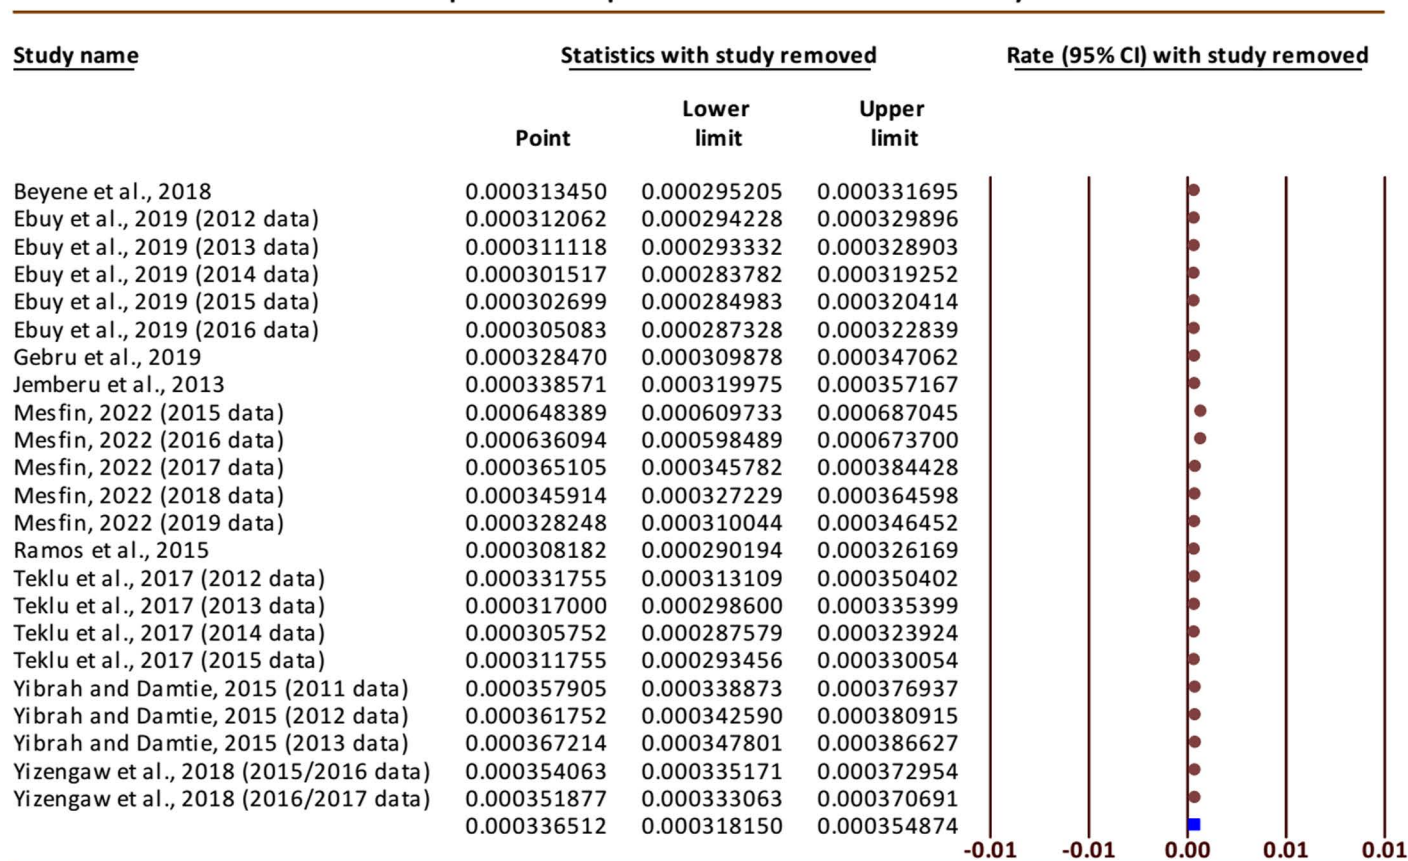 Study name Statistics with study removed Rate (95% CI) with study removed
Lower Upper
Point limit limit
Beyene et al., 2018 0.000313450 0.000295205 0.000331695
Ebuy et al., 2019 (2012 data) 0.000312062 0.000294228 0.000329896
Ebuy et al., 2019 (2013 data) 0.000311118 0.000293332 0.000328903
Ebuy et al., 2019 (2014 data) 0.000301517 0.000283782 0.000319252
Ebuy et al., 2019 (2015 data) 0.000302699 0.000284983 0.000320414
Ebuy et al., 2019 (2016 data) 0.000305083 0.000287328 0.000322839
Gebru et al., 2019 0.000328470 0.000309878 0.000347062
Jemberu et al., 2013 0.000338571 0.000319975 0.000357167
Mesfin, 2022 (2015 data) 0.000648389 0.000609733 0.000687045
Mesfin, 2022 (2016 data) 0.000636094 0.000598489 0.000673700
Mesfin, 2022 (2017 data) 0.000365105 0.000345782 0.000384428
Mesfin, 2022 (2018 data) 0.000345914 0.000327229 0.000364598
Mesfin, 2022 (2019 data) 0.000328248 0.000310044 0.000346452
Ramos et al., 2015 0.000308182 0.000290194 0.000326169
Teklu et al., 2017 (2012 data) 0.000331755 0.000313109 0.000350402
Teklu et al., 2017 (2013 data) 0.000317000 0.000298600 0.000335399
Teklu et al., 2017 (2014 data) 0.000305752 0.000287579 0.000323924
Teklu et al., 2017 (2015 data) 0.000311755 0.000293456 0.000330054
Yibrah and Damtie, 2015 (2011 data) 0.000357905 0.000338873 0.000376937
Yibrah and Damtie, 2015 (2012 data) 0.000361752 0.000342590 0.000380915
Yibrah and Damtie, 2015 (2013 data) 0.000367214 0.000347801 0.000386627
Yizengaw et al., 2018 (2015/2016 data) 0.000354063 0.000335171 0.000372954
Yizengaw et al., 2018 (2016/2017 data) 0.000351877 0.000333063 0.000370691
0.000336512 0.000318150 0.000354874
-0.01 -0.01 0.00 0.01 0.01